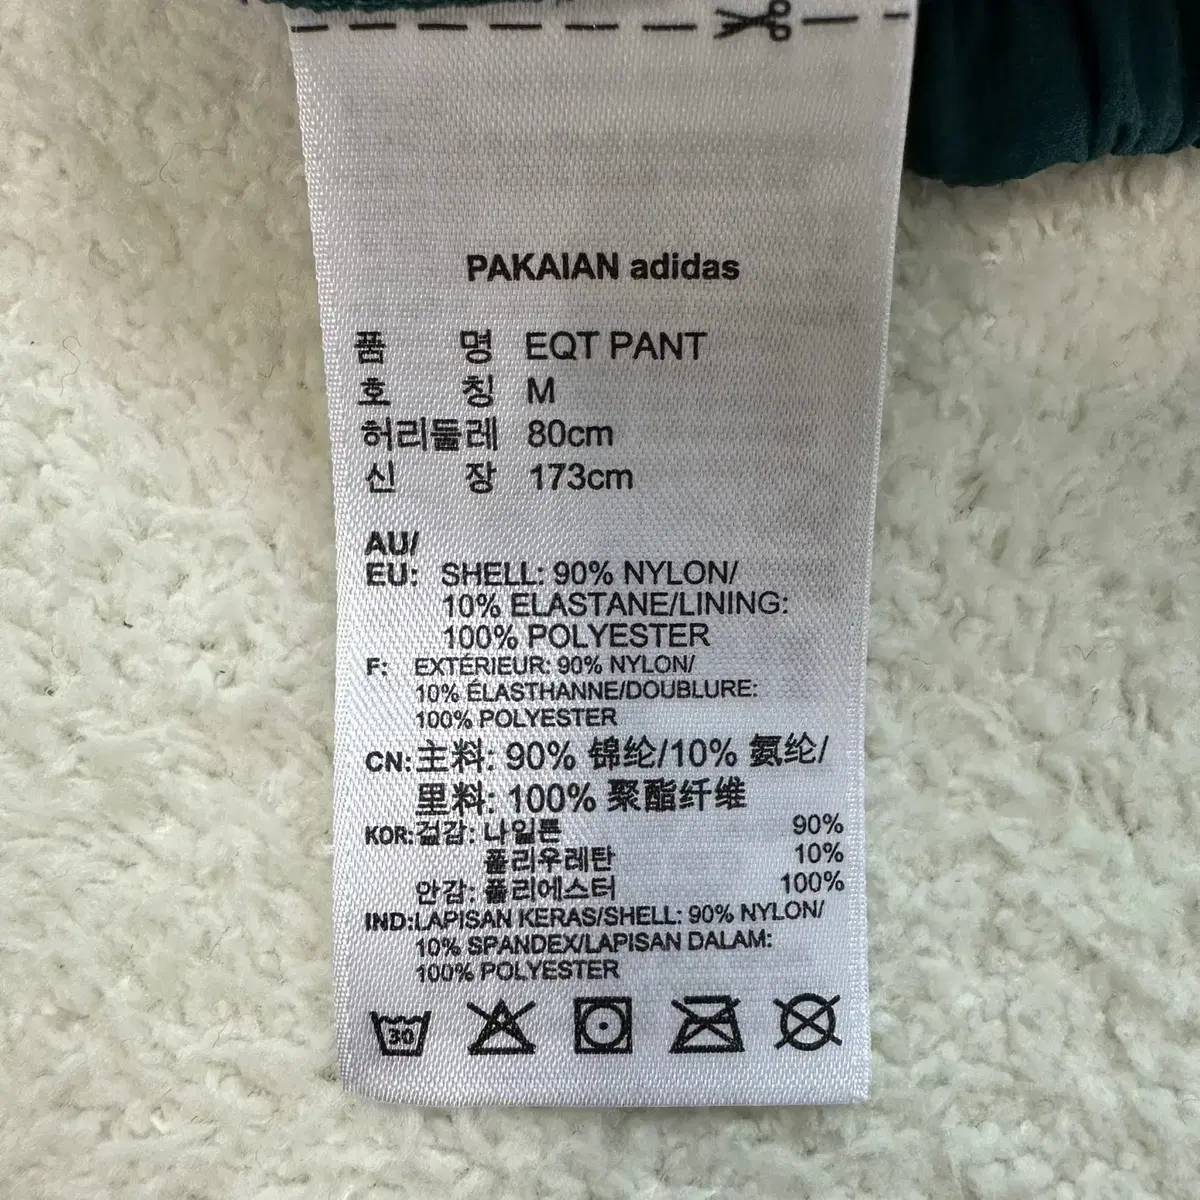 PAKAIAN adidas
품 명 EQT PANT
호 칭 M
허리둘레 80cm
신 장 173cm
AU/
EU: SHELL: 90% NYLON/
10% ELASTANE/LINING:
100% POLYESTER
F: EXTÉRIEUR: 90% NYLON/
10% ÉLASTHANNE/DOUBLURE:
100% POLYESTER
CN:主料: 90% 锦纶/10% 氨纶/
里料: 100% 聚酯纤维
KOR:겉감: 나일론 90%
폴리우레탄 10%
안감: 폴리에스터 100%
IND:LAPISAN KERAS/SHELL: 90% NYLON/
10% SPANDEX/LAPISAN DALAM:
100% POLYESTER
30